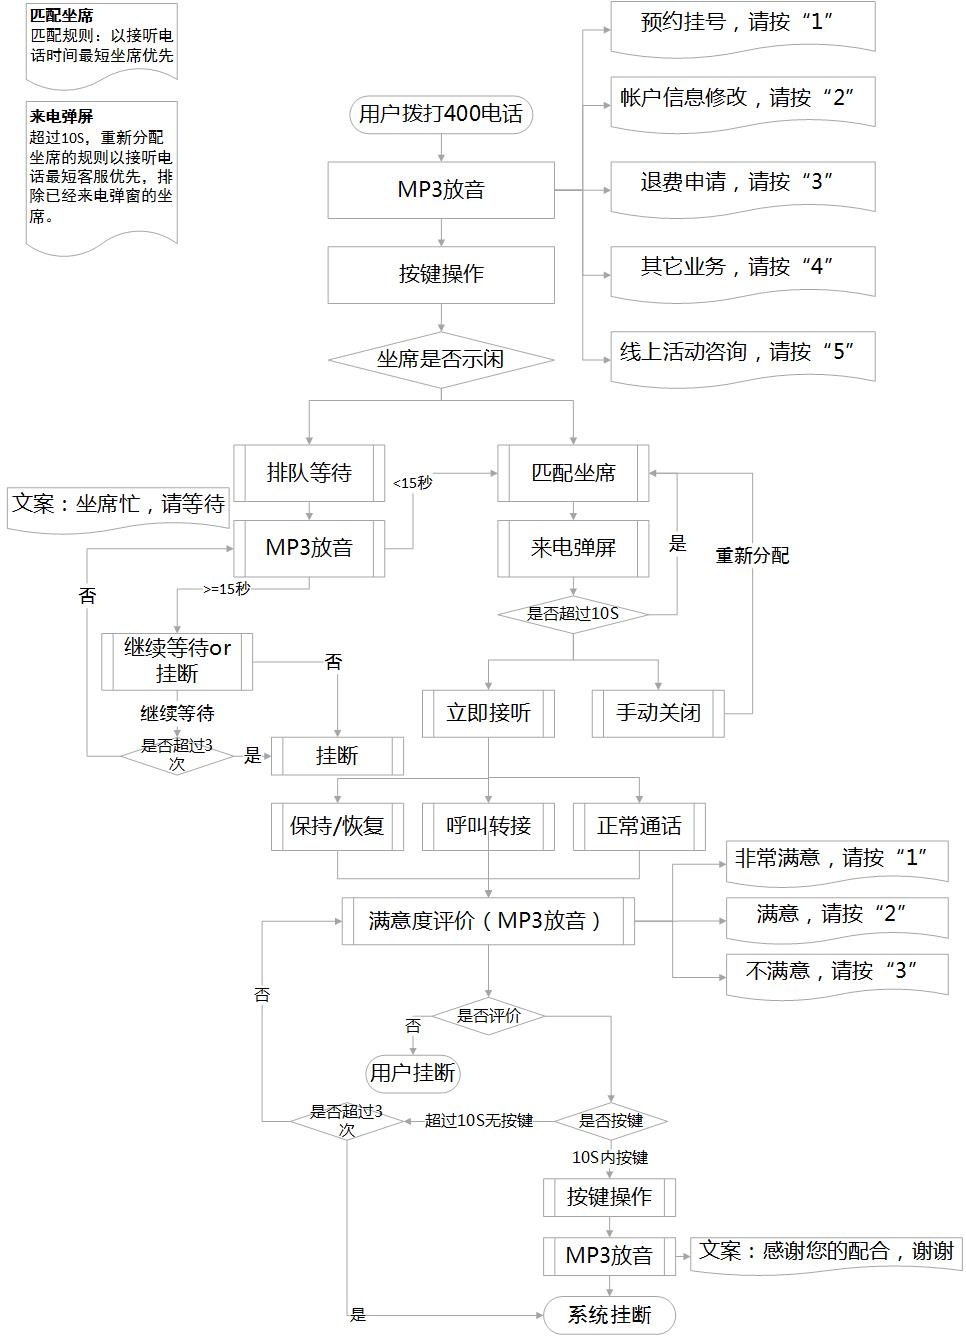 匹配坐席
匹配规则：以接听电
话时间最短坐席优先
来电弹屏
超过10S，重新分配
坐席的规则以接听电
话最短客服优先，排
除已经来电弹窗的坐
席。
用户拨打400电话
MP3放音
预约挂号，请按“1”
帐户信息修改，请按“2”
退费申请，请按“3”
其它业务，请按“4”
线上活动咨询，请按“5”
按键操作
坐席是否示闲
排队等待
<15秒
匹配坐席
文案：坐席忙，请等待
MP3放音
来电弹屏
是
重新分配
否
>=15秒
是否超过10S
继续等待or
挂断
否
继续等待
立即接听
手动关闭
是否超过3
次
是
挂断
保持/恢复
呼叫转接
正常通话
满意度评价（MP3放音）
非常满意，请按“1”
满意，请按“2”
不满意，请按“3”
否
是否评价
否
用户挂断
是否超过3
次
超过10S无按键
是否按键
10S内按键
按键操作
MP3放音
文案：感谢您的配合，谢谢
是
系统挂断